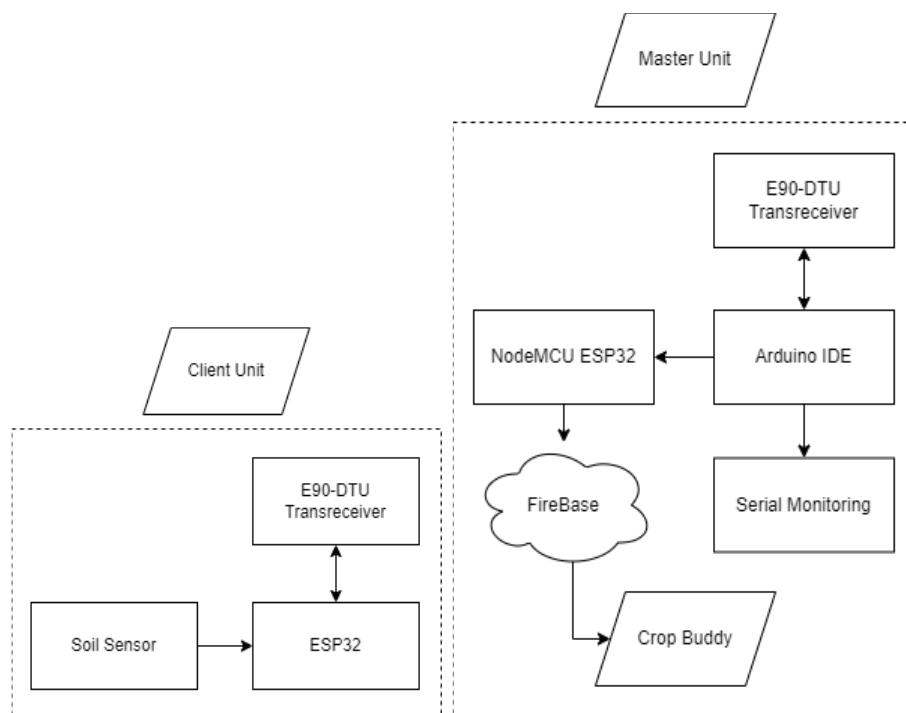 Master Unit
E90-DTU
Transreceiver
NodeMCU ESP32
Arduino IDE
Client Unit
E90-DTU
Transreceiver
FireBase
Serial Monitoring
Soil Sensor
ESP32
Crop Buddy